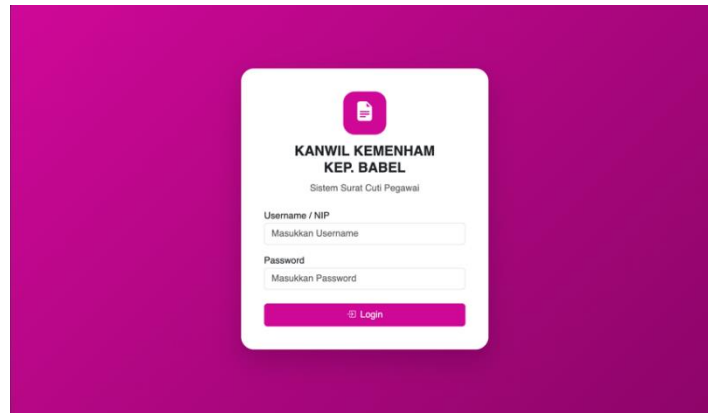 KANWIL KEMENHAM
KEP. BABEL
Sistem Surat Cuti Pegawai
Username / NIP
Masukkan Username
Password
Masukkan Password
Login